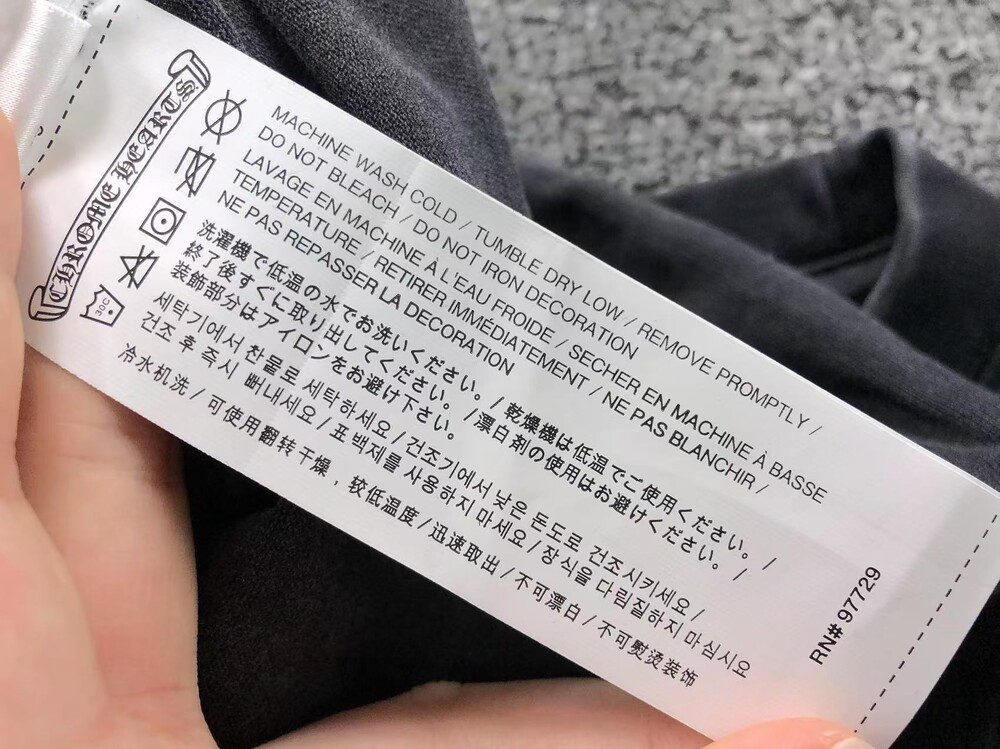 CHROME HEARTS
30C
MACHINE WASH COLD / TUMBLE DRY LOW / REMOVE PROMPTLY /
DO NOT BLEACH / DO NOT IRON DECORATION
LAVAGE EN MACHINE À L'EAU FROIDE / SECHER EN MACHINE À BASSE
TEMPERATURE / RETIRER IMMÉDIATEMENT / NE PAS BLANCHIR /
NE PAS REPASSER LA DECORATION
洗濯機で低温の水でお洗いください。/ 乾燥機は低温でご使用ください。/
終了後すぐに取り出してください。/漂白剤の使用はお避けください。/
装飾部分はアイロンをお避け下さい。
세탁기에서 찬물로 세탁하세요 / 건조기에서 낮은 돈도로 건조시키세요 /
건조 후 즉시 빼내세요 / 표백제를 사용하지 마세요 / 장식을 다림질하지 마십시요
冷水机洗 / 可使用翻转干燥，较低温度 / 迅速取出 / 不可漂白 / 不可熨烫装饰
RN# 97729